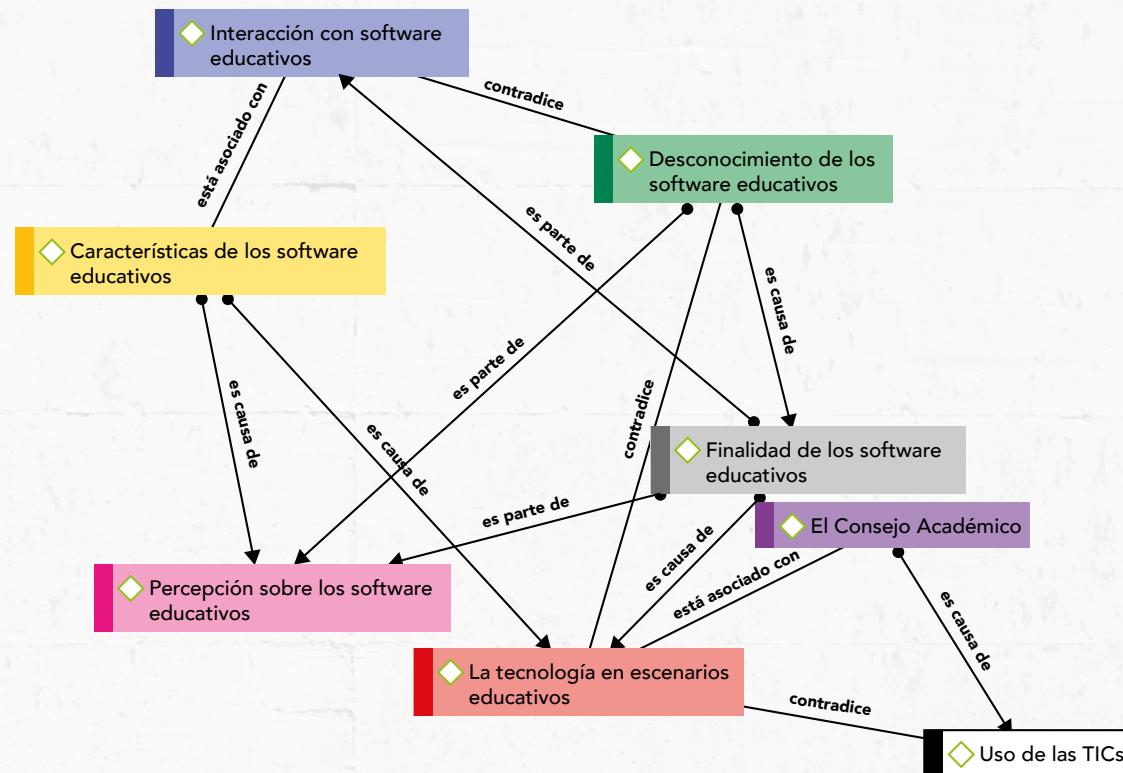 Interacción con software
educativos
contradice
está asociado con
Desconocimiento de los
software educativos
es parte de
Características de los software
educativos
es causa de
es parte de
es causa de
contradice
es causa de
Finalidad de los software
educativos
es parte de
El Consejo Académico
es causa de
está asociado con
Percepción sobre los software
educativos
es causa de
La tecnología en escenarios
educativos
contradice
Uso de las TICs